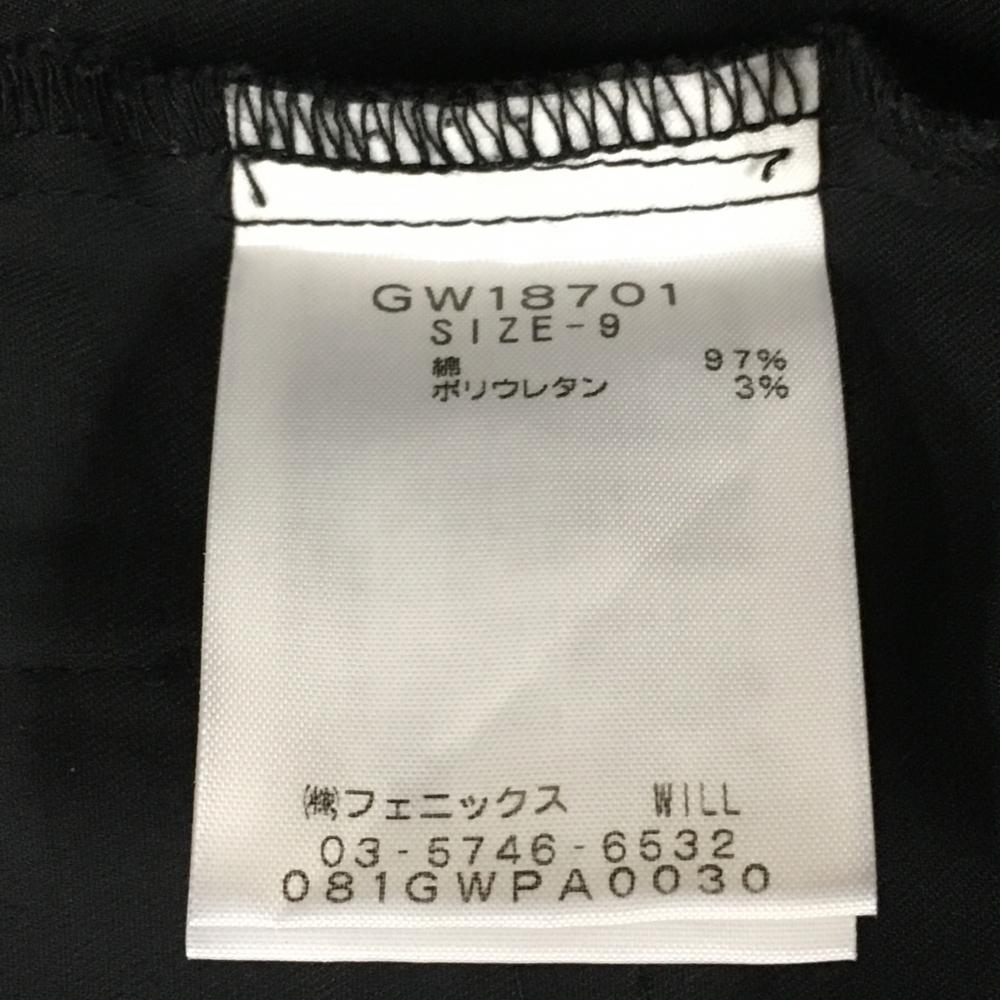 GW18701
SIZE-9
綿 97%
ポリウレタン 3%
㈱フェニックス WILL
03-5746-6532
081GWPA0030